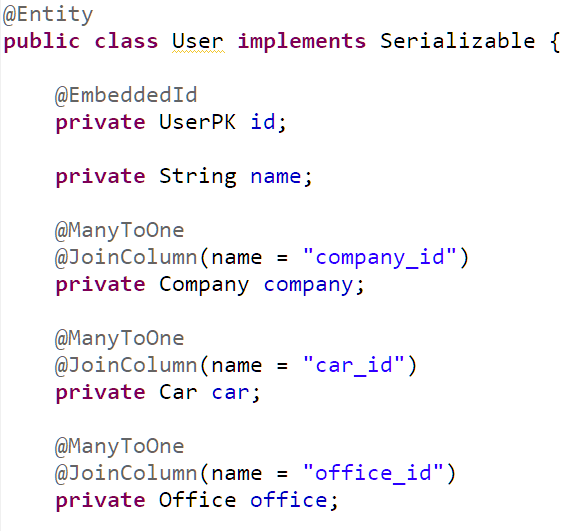 @Entity
public class User implements Serializable {
@EmbeddedId
private UserPK id;
private String name;
@ManyToOne
@JoinColumn(name = "company_id")
private Company company;
@ManyToOne
@JoinColumn(name = "car_id")
private Car car;
@ManyToOne
@JoinColumn(name = "office_id")
private Office office;